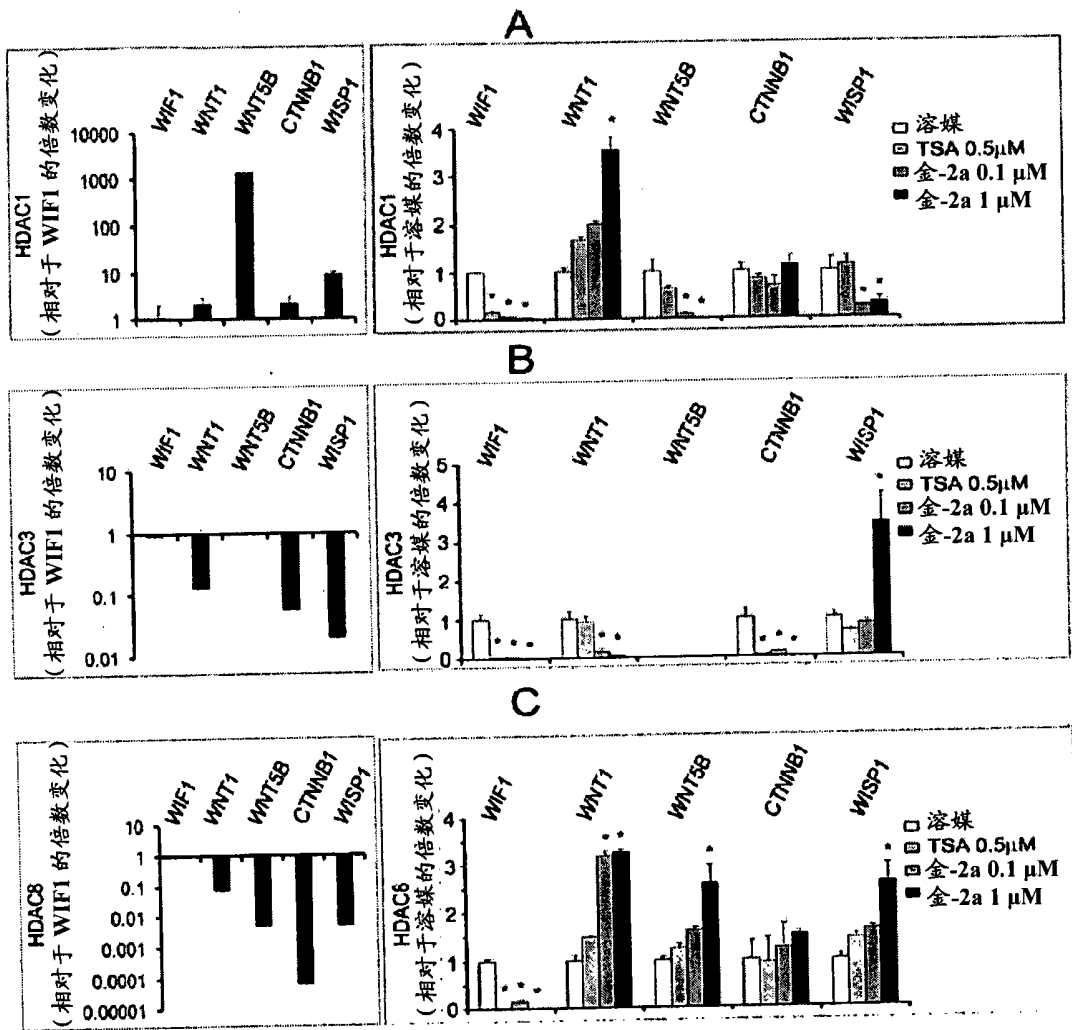 A
WIF1
WNT1
WNT5B
CTNNB1
WISP1
HDAC1
(相对于 WIF1 的倍数变化)
10000
1000
100
10
1
WIF1
WNT1
WNT5B
CTNNB1
WISP1
HDAC1
(相对于溶媒的倍数变化)
4
3
2
1
0
* * *
*
* *
* *
溶媒
TSA 0.5μM
金-2a 0.1 μM
金-2a 1 μM
B
WIF1
WNT1
WNT5B
CTNNB1
WISP1
HDAC3
(相对于 WIF1 的倍数变化)
10
1
0.1
0.01
WIF1
WNT1
WNT5B
CTNNB1
WISP1
HDAC3
(相对于溶媒的倍数变化)
5
4
3
2
1
0
* * *
* *
* * *
*
溶媒
TSA 0.5μM
金-2a 0.1 μM
金-2a 1 μM
C
WIF1
WNT1
WNT5B
CTNNB1
WISP1
HDAC8
(相对于 WIF1 的倍数变化)
10
1
0.1
0.01
0.001
0.0001
0.00001
WIF1
WNT1
WNT5B
CTNNB1
WISP1
HDAC6
(相对于溶媒的倍数变化)
4
3
2
1
0
* * *
* *
*
*
溶媒
TSA 0.5μM
金-2a 0.1 μM
金-2a 1 μM